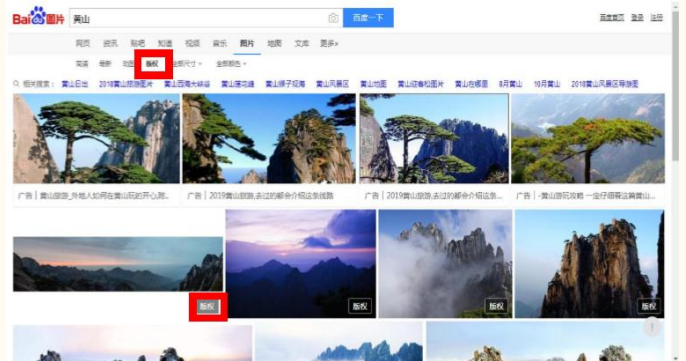 Bai 图片
黄山
百度一下
百度首页 登录 注册
网页 资讯 贴吧 知道 视频 音乐 图片 地图 文库 更多»
高清 最新 动图 版权 全部尺寸 全部颜色
相关搜索： 黄山日出 2018黄山旅游图片 黄山西海大峡谷 黄山莲花峰 黄山猴子观海 黄山风景区 黄山地图 黄山迎客松图片 黄山在哪里 8月黄山 10月黄山 2018黄山风景区导游图
广告 | 黄山旅游_外地人如何在黄山玩的开心附...
广告 | 2019黄山旅游,去过的都会介绍这条线路
广告 | 2019黄山旅游,去过的都会介绍这条...
广告 | -黄山游玩攻略 一定仔细看这篇黄山...
版权
版权
版权
版权